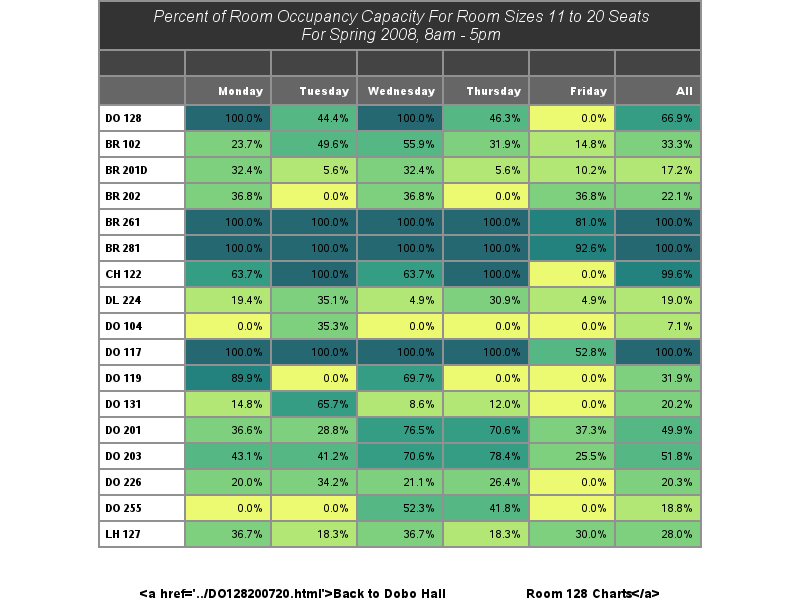 Percent of Room Occupancy Capacity For Room Sizes 11 to 20 Seats
For Spring 2008, 8am - 5pm
Monday Tuesday Wednesday Thursday Friday All
DO 128 100.0% 44.4% 100.0% 46.3% 0.0% 66.9%
BR 102 23.7% 49.6% 55.9% 31.9% 14.8% 33.3%
BR 201D 32.4% 5.6% 32.4% 5.6% 10.2% 17.2%
BR 202 36.8% 0.0% 36.8% 0.0% 36.8% 22.1%
BR 261 100.0% 100.0% 100.0% 100.0% 81.0% 100.0%
BR 281 100.0% 100.0% 100.0% 100.0% 92.6% 100.0%
CH 122 63.7% 100.0% 63.7% 100.0% 0.0% 99.6%
DL 224 19.4% 35.1% 4.9% 30.9% 4.9% 19.0%
DO 104 0.0% 35.3% 0.0% 0.0% 0.0% 7.1%
DO 117 100.0% 100.0% 100.0% 100.0% 52.8% 100.0%
DO 119 89.9% 0.0% 69.7% 0.0% 0.0% 31.9%
DO 131 14.8% 65.7% 8.6% 12.0% 0.0% 20.2%
DO 201 36.6% 28.8% 76.5% 70.6% 37.3% 49.9%
DO 203 43.1% 41.2% 70.6% 78.4% 25.5% 51.8%
DO 226 20.0% 34.2% 21.1% 26.4% 0.0% 20.3%
DO 255 0.0% 0.0% 52.3% 41.8% 0.0% 18.8%
LH 127 36.7% 18.3% 36.7% 18.3% 30.0% 28.0%
<a href='../DO128200720.html'>Back to Dobo Hall Room 128 Charts</a>